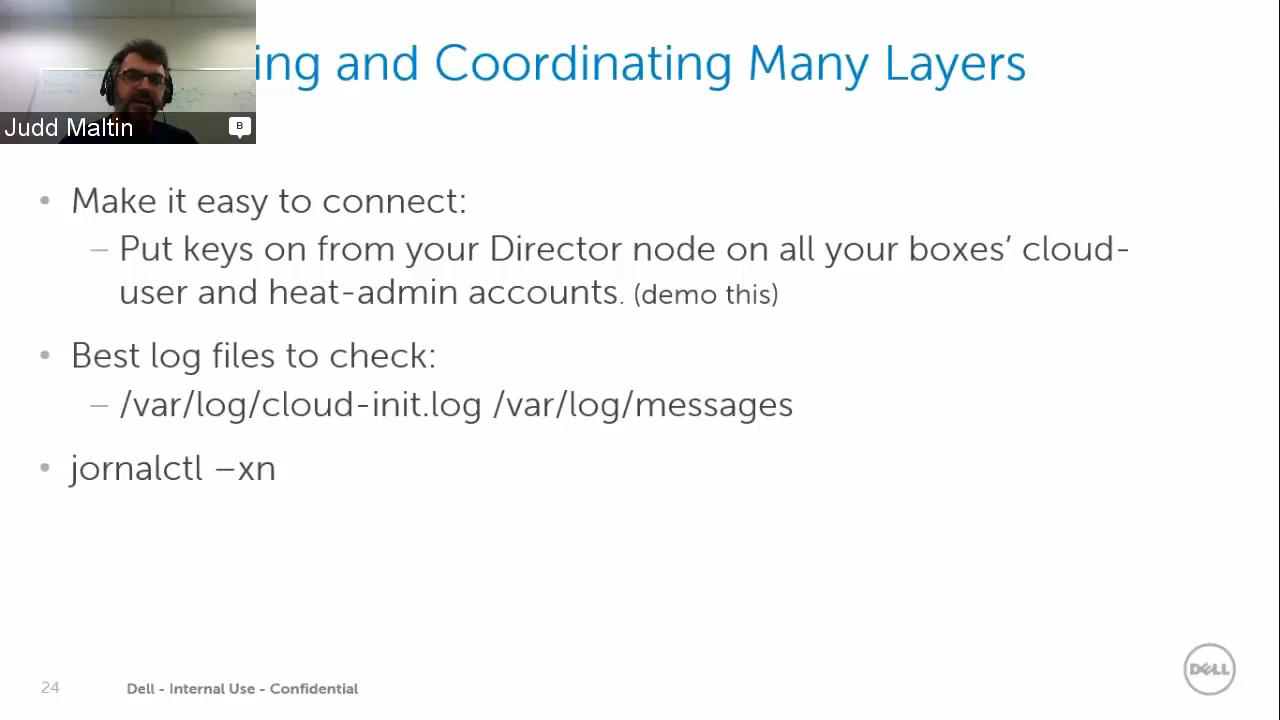 ing and Coordinating Many Layers
Judd Maltin
B
• Make it easy to connect:
– Put keys on from your Director node on all your boxes’ cloud-
user and heat-admin accounts. (demo this)
• Best log files to check:
– /var/log/cloud-init.log /var/log/messages
• jornalctl –xn
24
Dell - Internal Use - Confidential
DELL